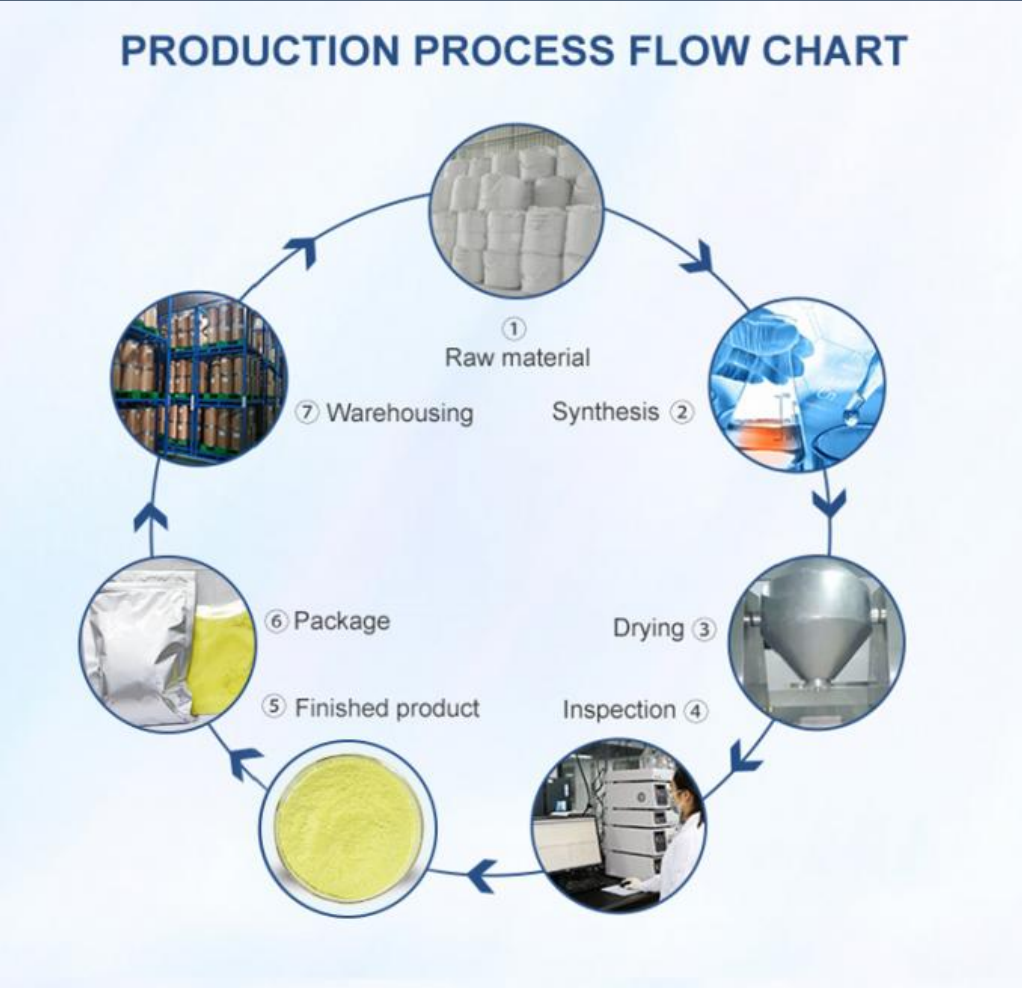 PRODUCTION PROCESS FLOW CHART
①
Raw material
Synthesis ②
Drying ③
Inspection ④
⑤ Finished product
⑥ Package
⑦ Warehousing